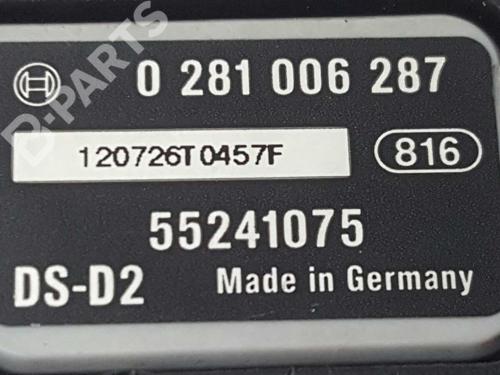 B-PARTS
0 281 006 287
120726T0457F
816
55241075
DS-D2 Made in Germany